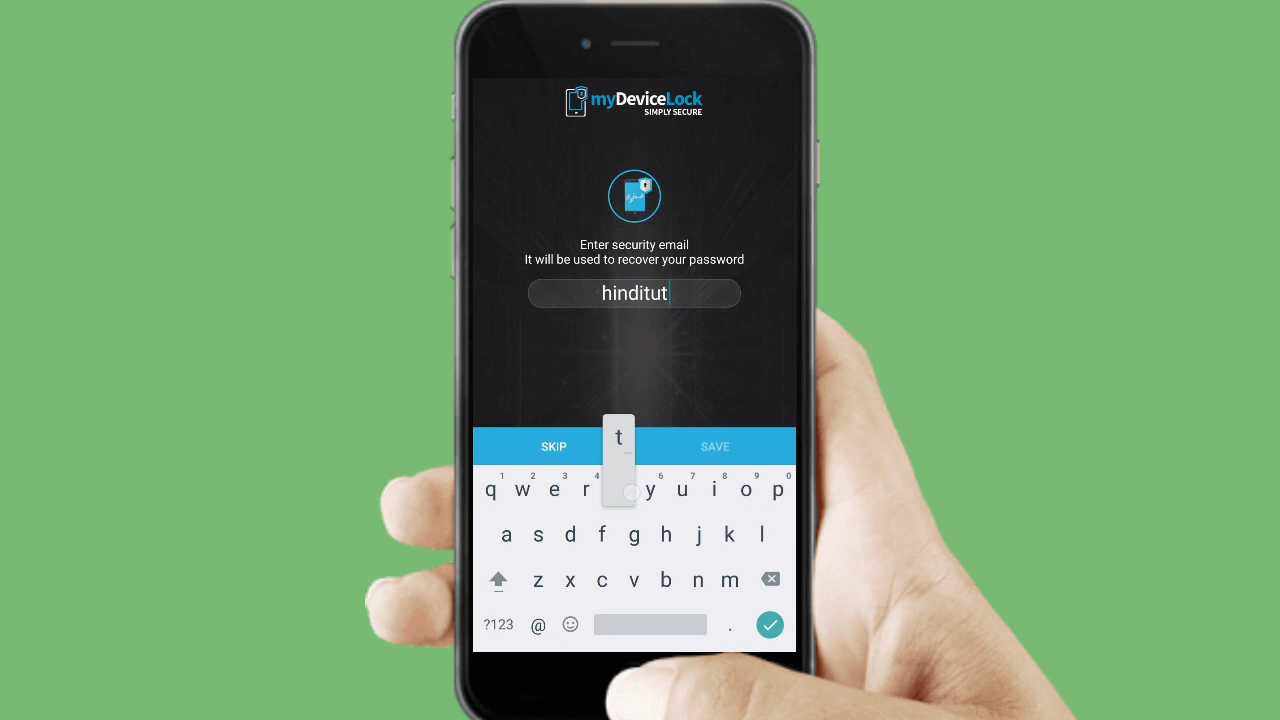 myDeviceLock
SIMPLY SECURE
Enter security email
It will be used to recover your password
hinditut
SKIP
SAVE
t
...
1 2 3 4 6 7 8 9 0
q w e r y u i o p
a s d f g h j k l
z x c v b n m
?123 @ .